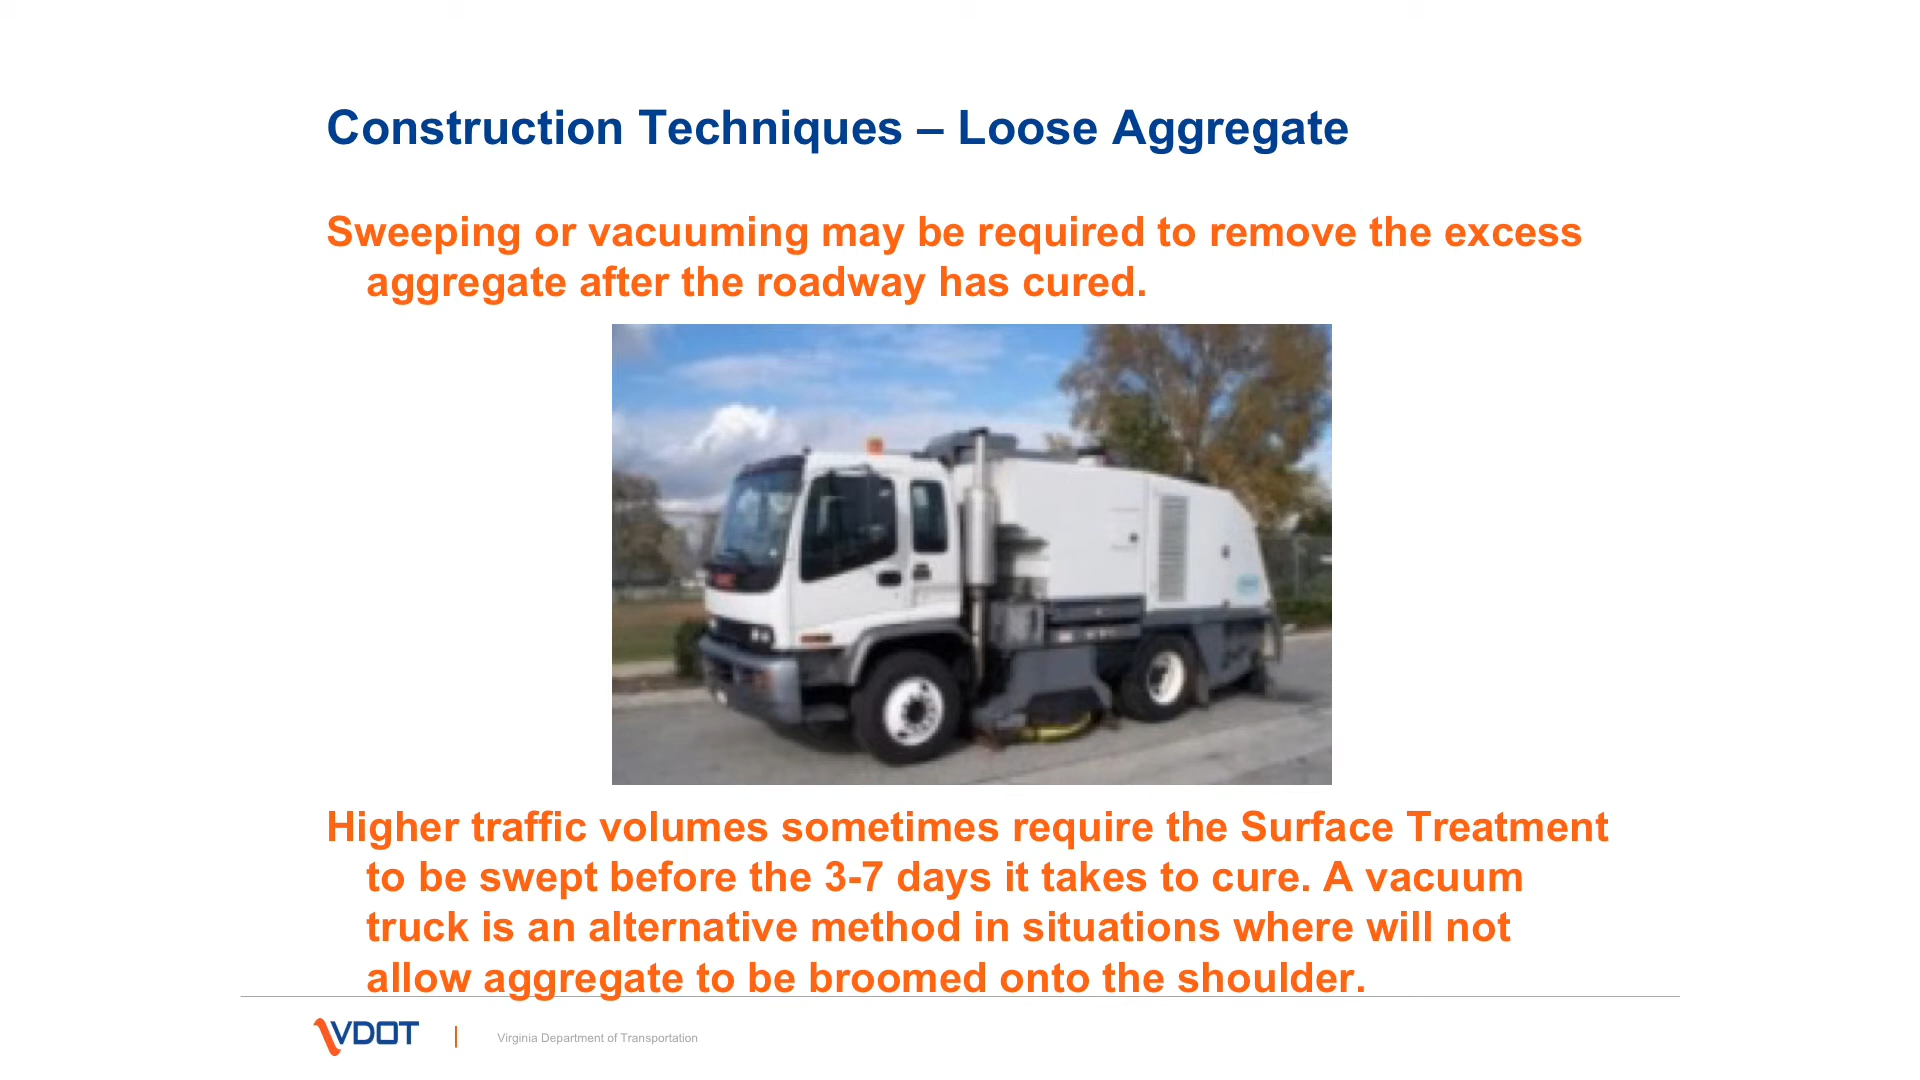 Construction Techniques – Loose Aggregate
Sweeping or vacuuming may be required to remove the excess
aggregate after the roadway has cured.
Higher traffic volumes sometimes require the Surface Treatment
to be swept before the 3-7 days it takes to cure. A vacuum
truck is an alternative method in situations where will not
allow aggregate to be broomed onto the shoulder.
VDOT | Virginia Department of Transportation